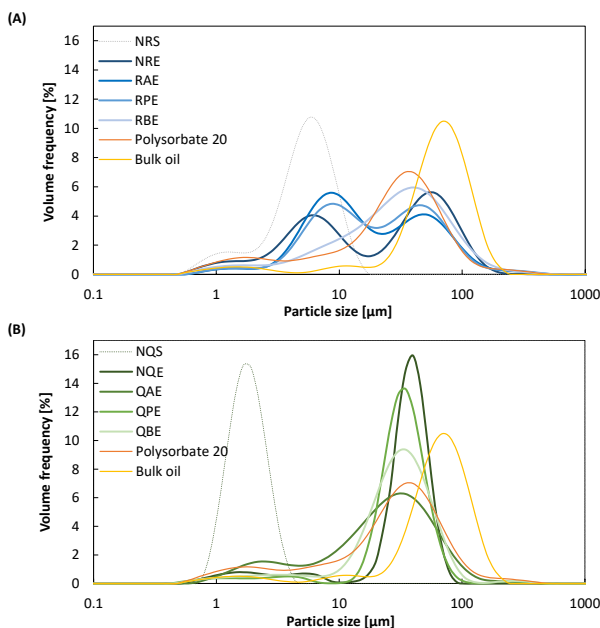 (A)
16
14
12
10
8
6
4
2
0
Volume frequency [%]
NRS
NRE
RAE
RPE
RBE
Polysorbate 20
Bulk oil
0.1 1 10 100 1000
Particle size [µm]
(B)
16
14
12
10
8
6
4
2
0
Volume frequency [%]
NQS
NQE
QAE
QPE
QBE
Polysorbate 20
Bulk oil
0.1 1 10 100 1000
Particle size [µm]